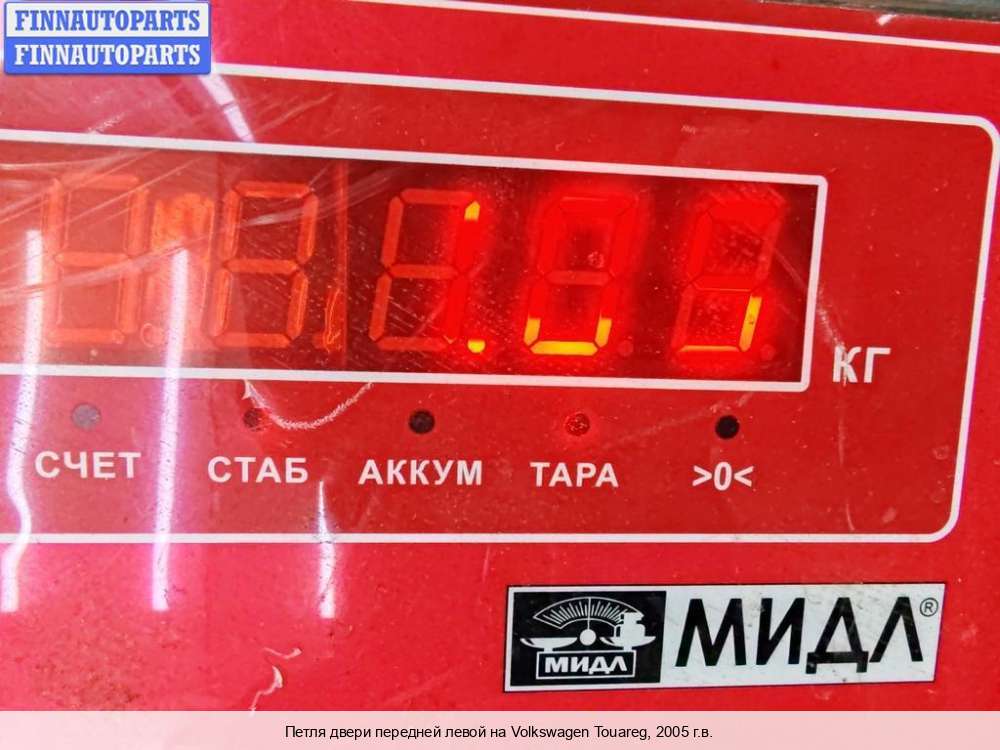 FINNAUTOPARTS
FINNAUTOPARTS
КГ
СЧЕТ СТАБ АККУМ ТАРА >0<
МИДЛ МИДЛ®
Петля двери передней левой на Volkswagen Touareg, 2005 г.в.